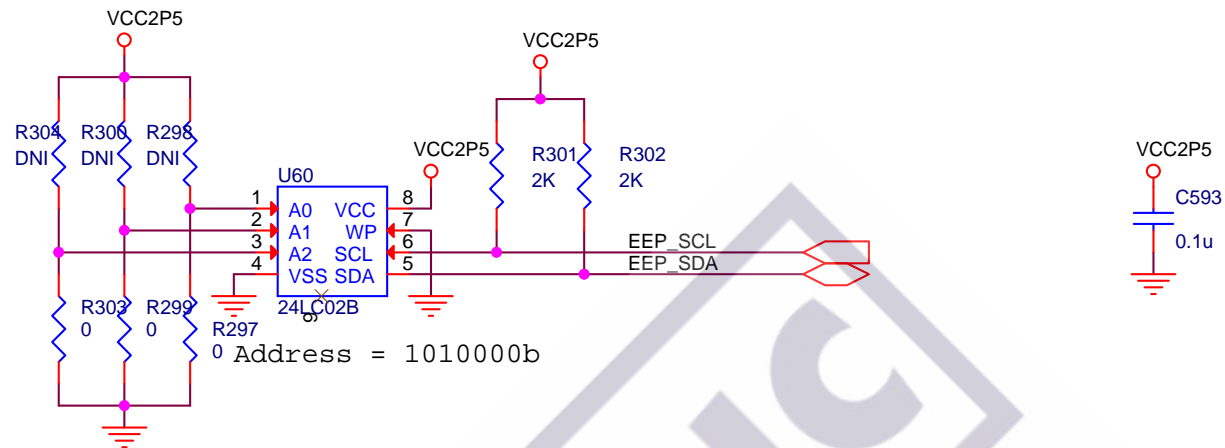 VCC2P5
VCC2P5
R304
DNI
R300
DNI
R298
DNI
VCC2P5
R301
2K
R302
2K
VCC2P5
C593
0.1u
U60
1 A0 VCC 8
2 A1 WP 7
3 A2 SCL 6
4 VSS SDA 5
EEP_SCL
EEP_SDA
24LC02B
9
R303
0
R299
0
R297
0
Address = 1010000b
IC